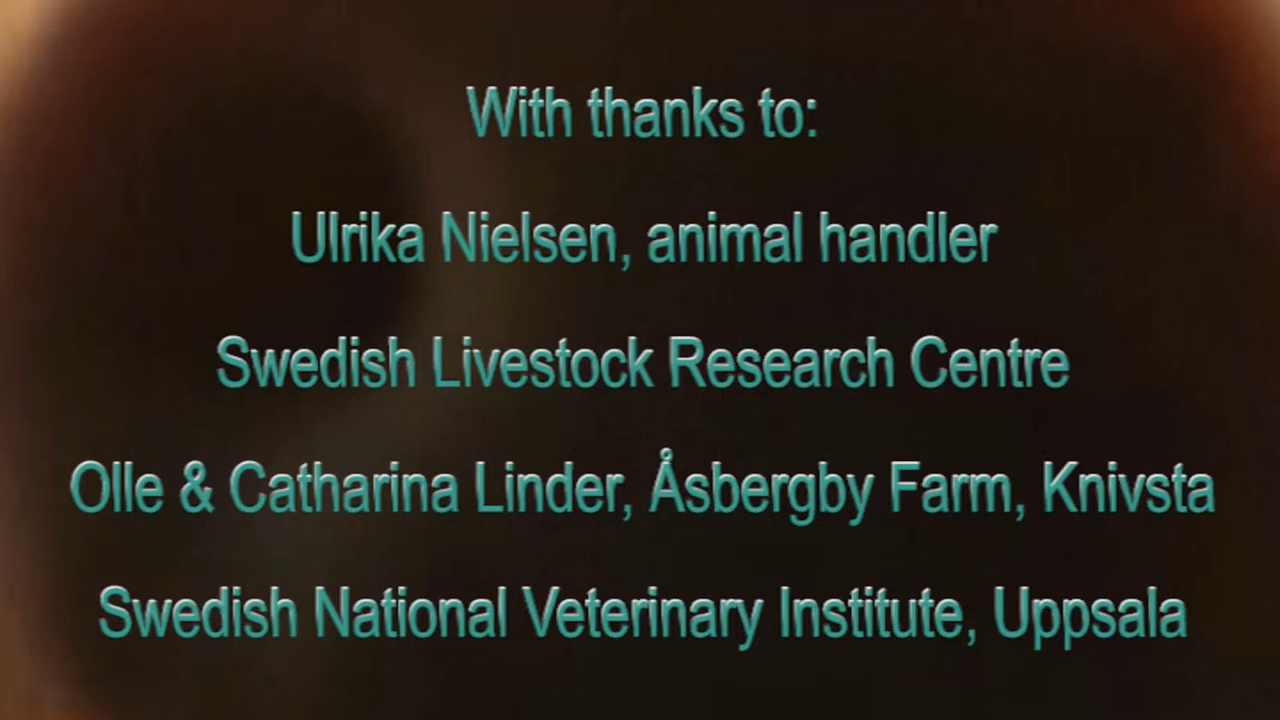 With thanks to:
Ulrika Nielsen, animal handler
Swedish Livestock Research Centre
Olle & Catharina Linder, Åsbergby Farm, Knivsta
Swedish National Veterinary Institute, Uppsala